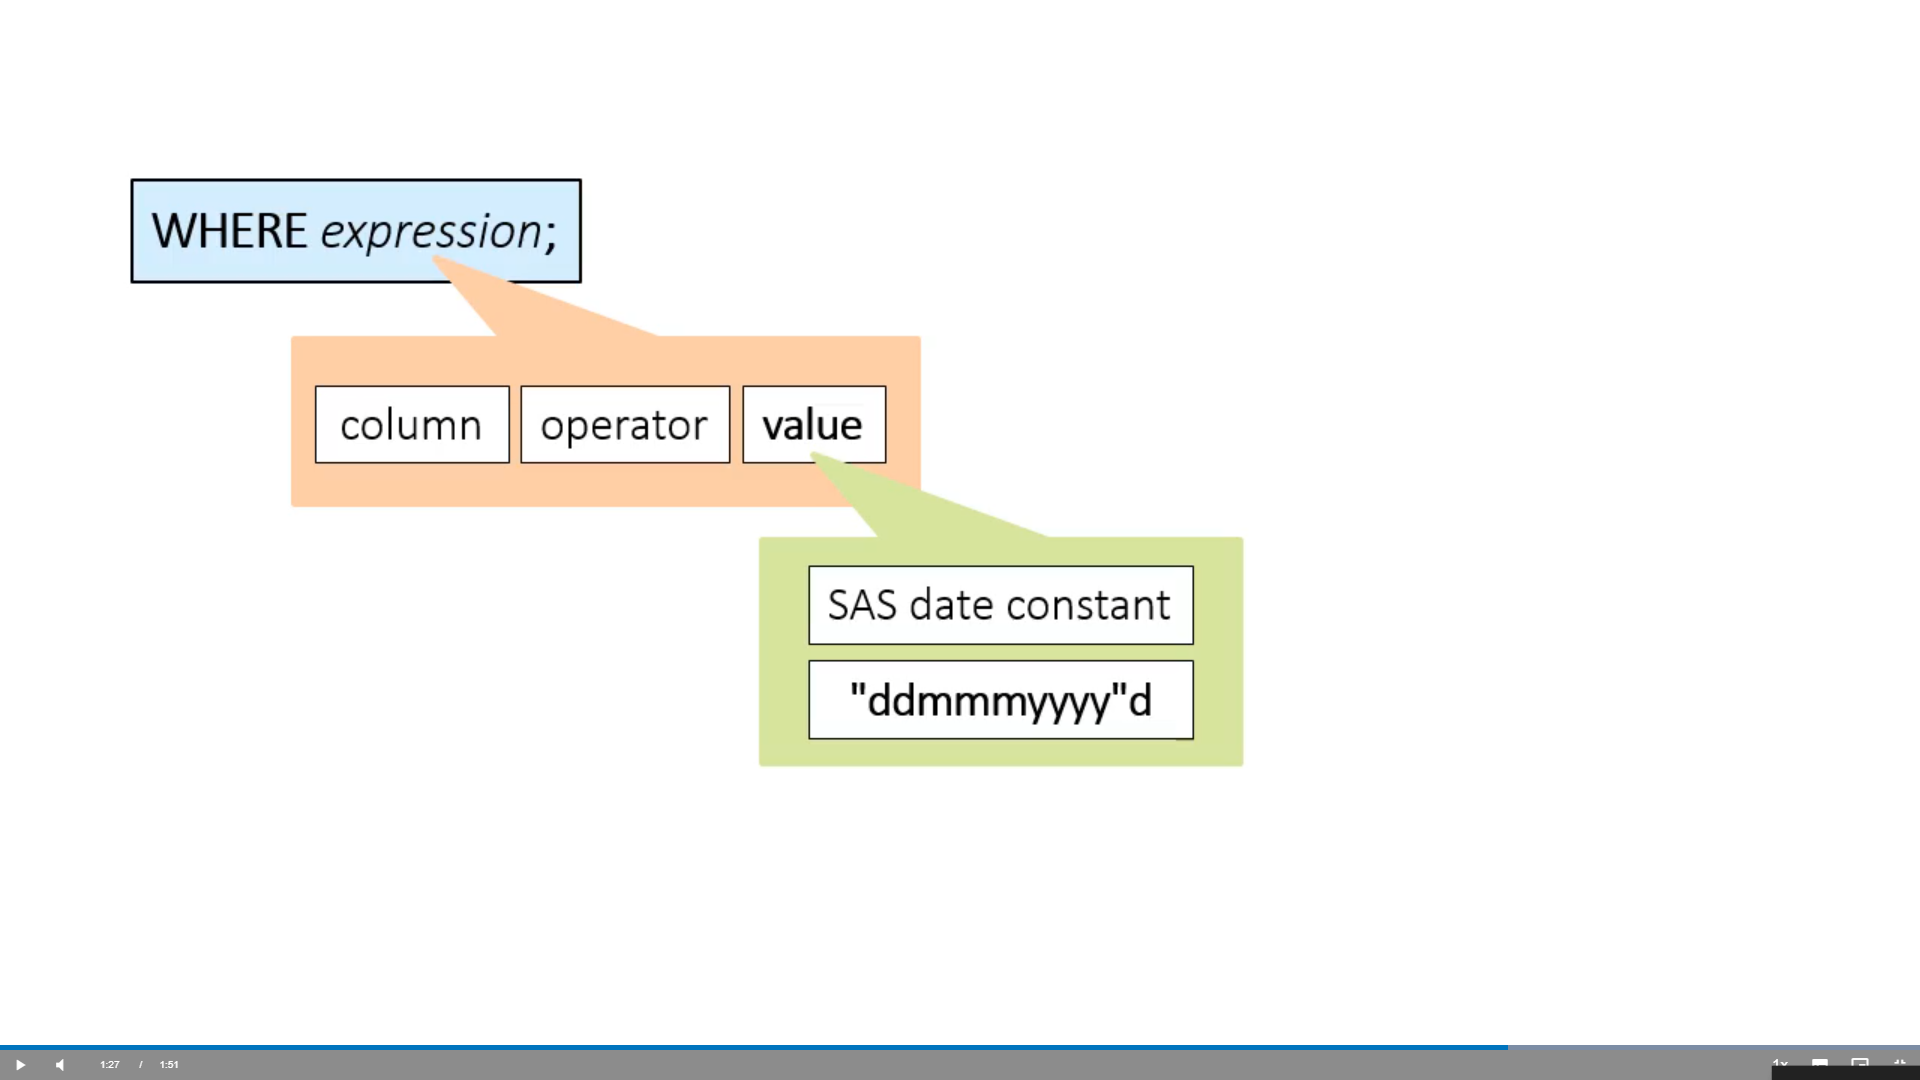 WHERE expression;
column operator value
SAS date constant
"ddmmmyyyy"d
1:27 / 1:51